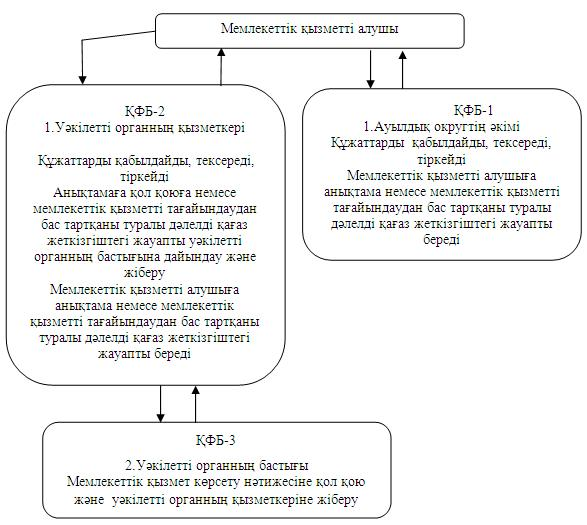 Мемлекеттік қызметті алушы
ҚФБ-2
1.Уәкілетті органның қызметкері
Құжаттарды қабылдайды, тексереді,
тіркейді
Анықтамаға қол қоюға немесе
мемлекеттік қызметті тағайындаудан
бас тартқаны туралы дәлелді қағаз
жеткізгіштегі жауапты уәкілетті
органның бастығына дайындау және
жіберу
Мемлекеттік қызметті алушыға
анықтама немесе мемлекеттік
қызметті тағайындаудан бас тартқаны
туралы дәлелді қағаз жеткізгіштегі
жауапты береді
ҚФБ-1
1.Ауылдық округтің әкімі
Құжаттарды қабылдайды, тексереді,
тіркейді
Мемлекеттік қызметті алушыға
анықтама немесе мемлекеттік қызметті
тағайындаудан бас тартқаны туралы
дәлелді қағаз жеткізгіштегі жауапты
береді
ҚФБ-3
2.Уәкілетті органның бастығы
Мемлекеттік қызмет көрсету нәтижесіне қол қою
және уәкілетті органның қызметкеріне жіберу